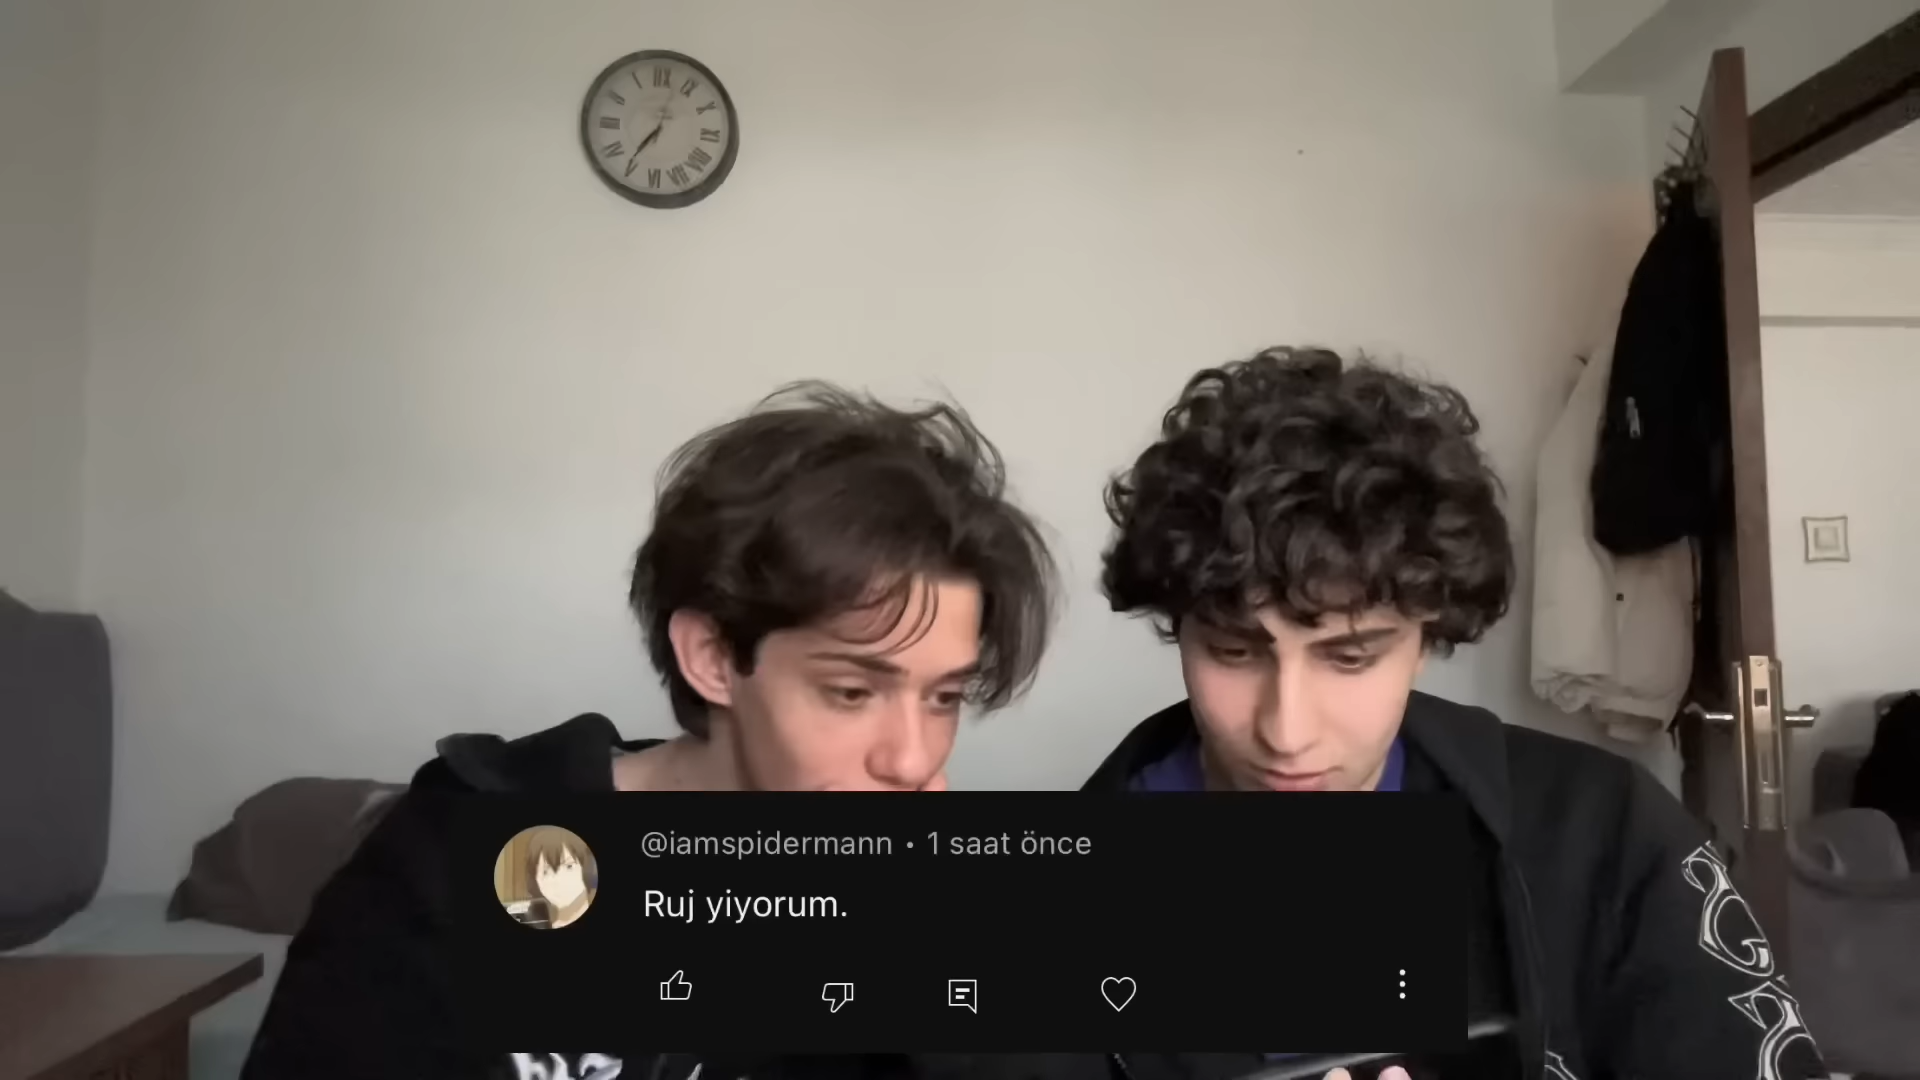 @iamspidermann • 1 saat önce
Ruj yiyorum.